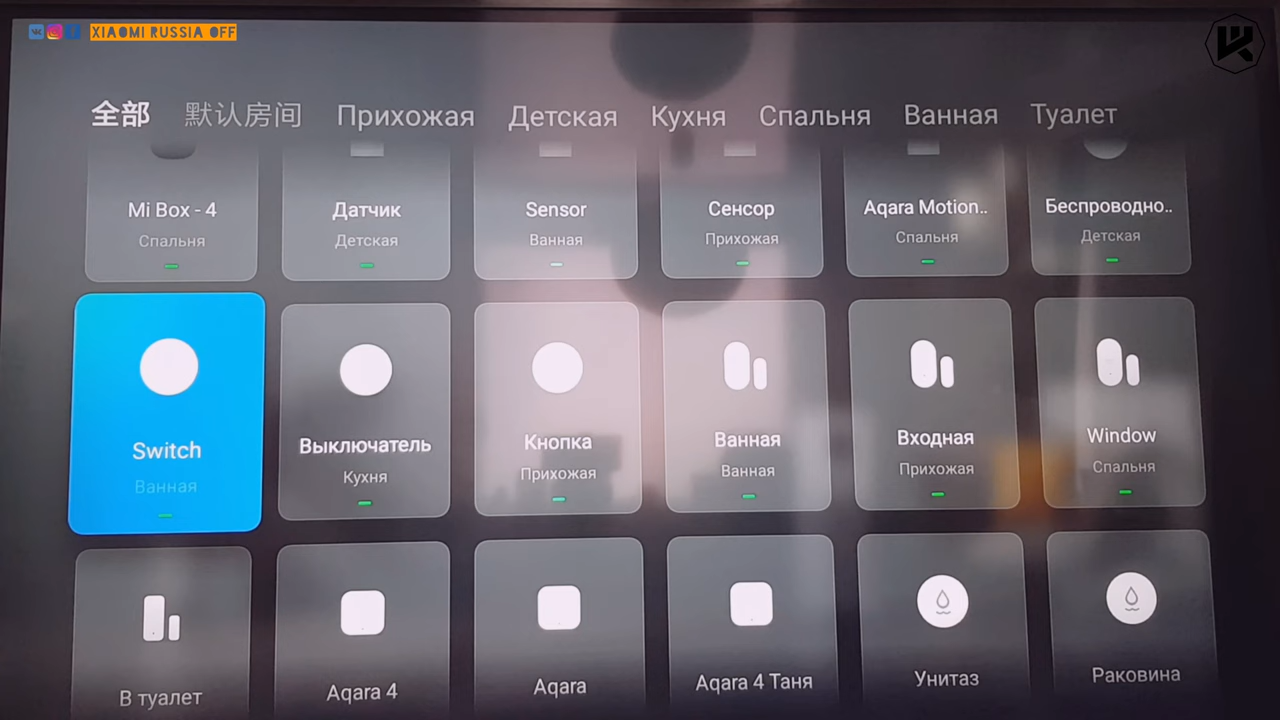 XIAOMI RUSSIA OFF
全部 默认房间 Прихожая Детская Кухня Спальня Ванная Туалет
Mi Box - 4 Датчик Sensor Сенсор Aqara Motion.. Беспроводно..
Спальня Детская Ванная Прихожая Спальня Детская
Switch Выключатель Кнопка Ванная Входная Window
Ванная Кухня Прихожая Ванная Прихожая Спальня
В туалет Aqara 4 Aqara Aqara 4 Таня Унитаз Раковина